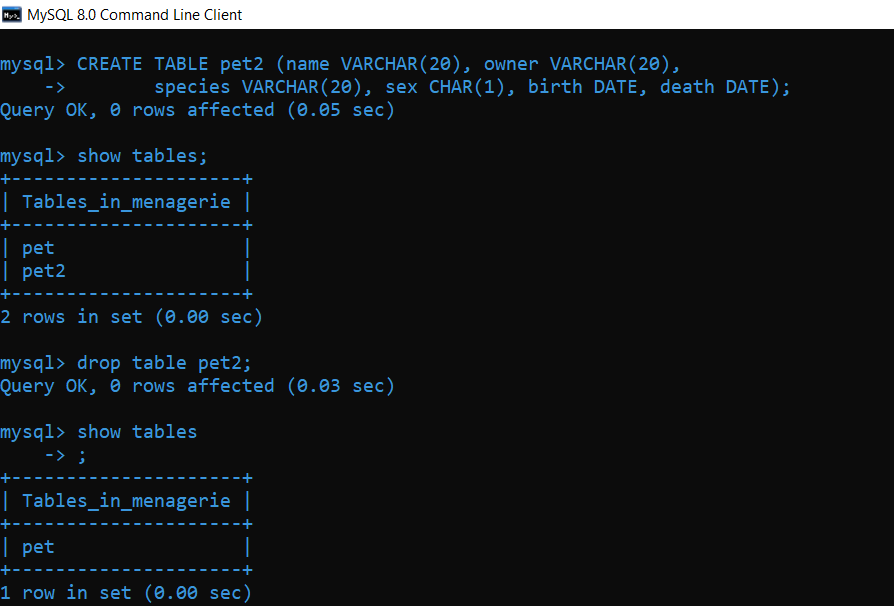 MySQL 8.0 Command Line Client
mysql> CREATE TABLE pet2 (name VARCHAR(20), owner VARCHAR(20),
    ->        species VARCHAR(20), sex CHAR(1), birth DATE, death DATE);
Query OK, 0 rows affected (0.05 sec)

mysql> show tables;
+---------------------+
| Tables_in_menagerie |
+---------------------+
| pet                 |
| pet2                |
+---------------------+
2 rows in set (0.00 sec)

mysql> drop table pet2;
Query OK, 0 rows affected (0.03 sec)

mysql> show tables
    -> ;
+---------------------+
| Tables_in_menagerie |
+---------------------+
| pet                 |
+---------------------+
1 row in set (0.00 sec)